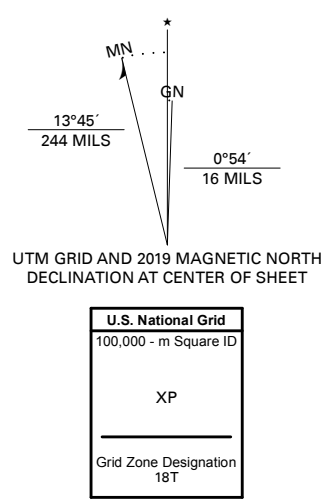 ★
MN
GN
13°45´
244 MILS
0°54´
16 MILS
UTM GRID AND 2019 MAGNETIC NORTH
DECLINATION AT CENTER OF SHEET
U.S. National Grid
100,000 - m Square ID
XP
Grid Zone Designation
18T